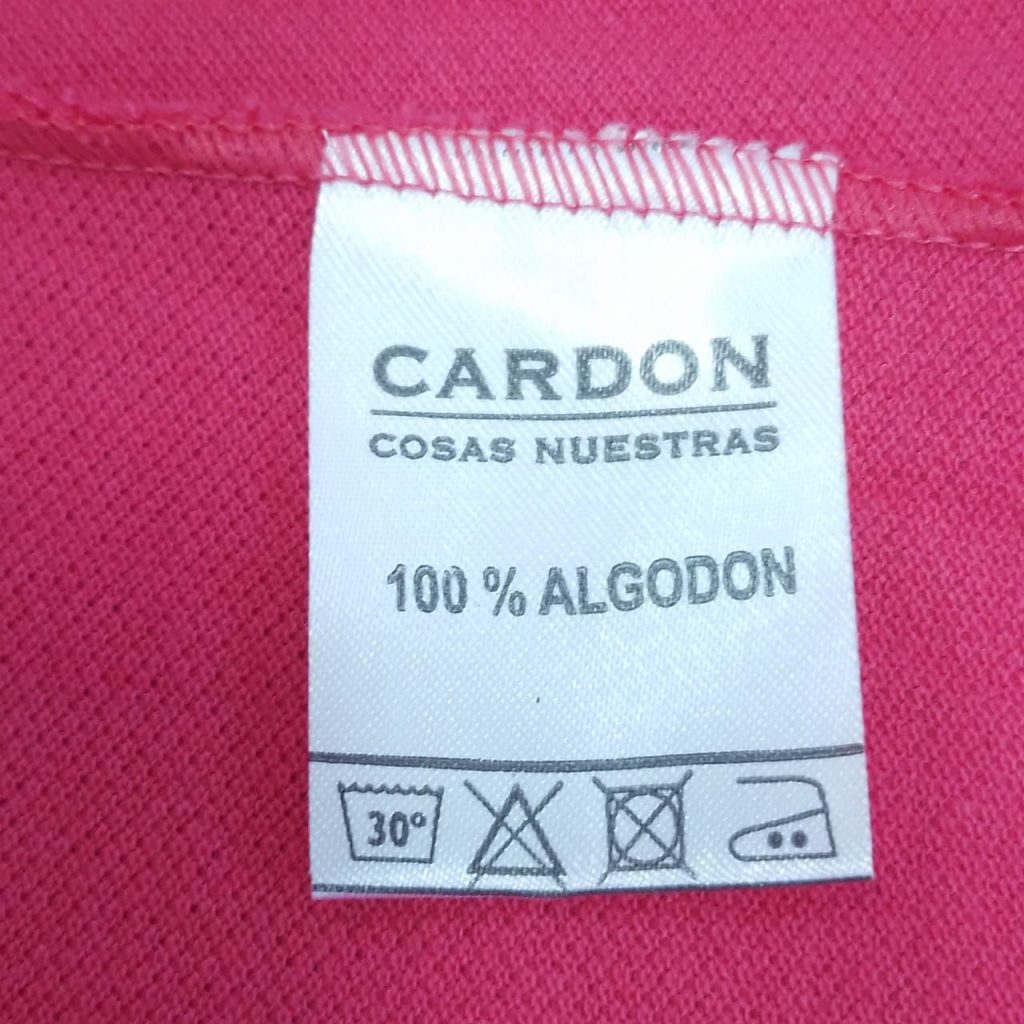 CARDON
COSAS NUESTRAS
100 % ALGODON
30°